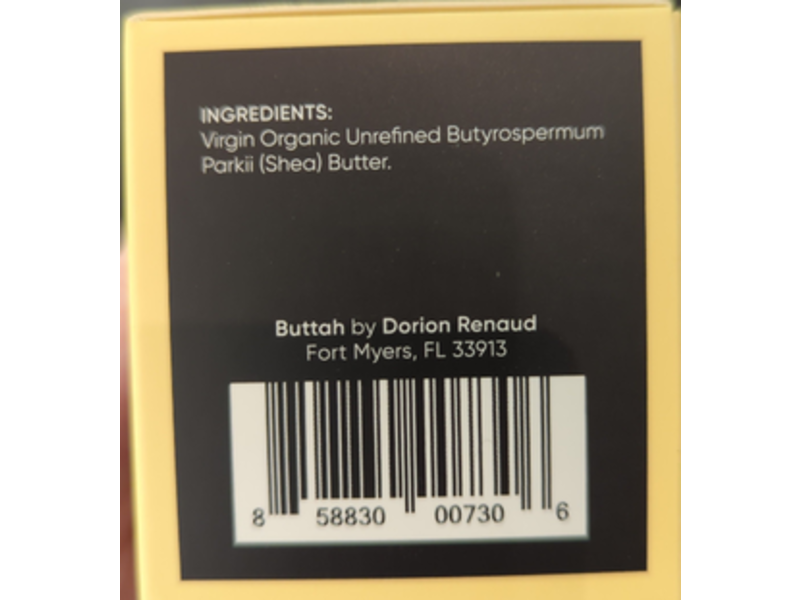 INGREDIENTS:
Virgin Organic Unrefined Butyrospermum
Parkii (Shea) Butter.
Buttah by Dorion Renaud
Fort Myers, FL 33913
8 58830 00730 6